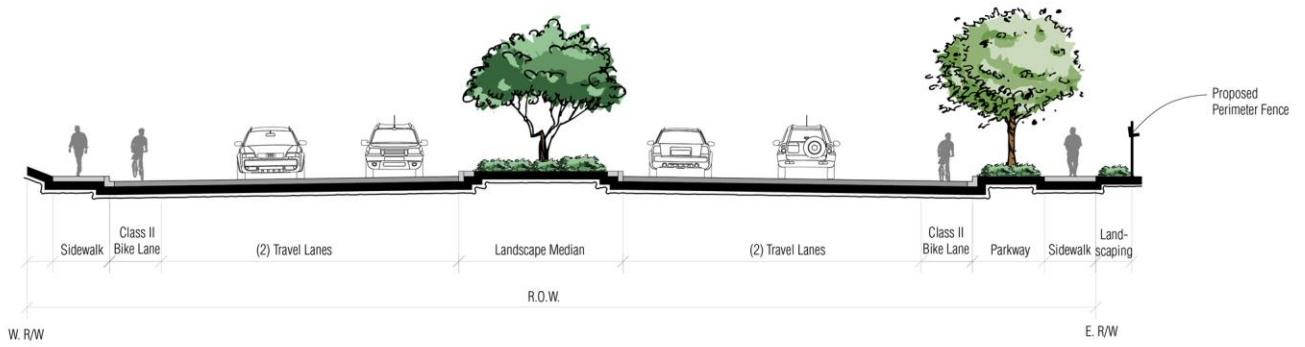 Proposed
Perimeter Fence
Sidewalk
Class II
Bike Lane
(2) Travel Lanes
Landscape Median
(2) Travel Lanes
Class II
Bike Lane
Parkway
Sidewalk
Land-
scaping
R.O.W.
W. R/W
E. R/W